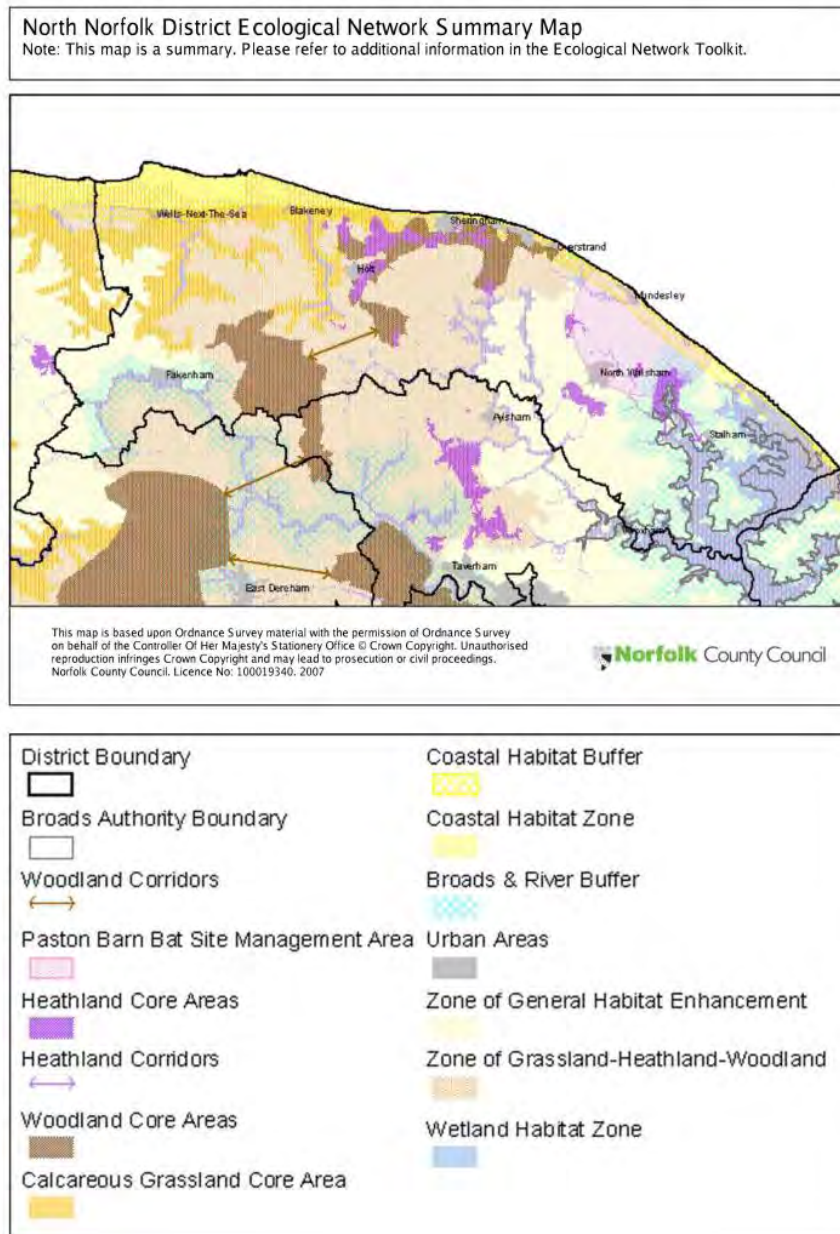 North Norfolk District Ecological Network Summary Map
Note: This map is a summary. Please refer to additional information in the Ecological Network Toolkit.
Wells-Next-The-Sea
Blakeney
Sheringham
Overstrand
Holt
Mundesley
Fakenham
North Walsham
Aylsham
Stalham
Taverham
East Dereham
This map is based upon Ordnance Survey material with the permission of Ordnance Survey
on behalf of the Controller Of Her Majesty's Stationery Office © Crown Copyright. Unauthorised
reproduction infringes Crown Copyright and may lead to prosecution or civil proceedings.
Norfolk County Council. Licence No: 100019340. 2007
Norfolk County Council
District Boundary
Broads Authority Boundary
Woodland Corridors
Paston Barn Bat Site Management Area
Heathland Core Areas
Heathland Corridors
Woodland Core Areas
Calcareous Grassland Core Area
Coastal Habitat Buffer
Coastal Habitat Zone
Broads & River Buffer
Urban Areas
Zone of General Habitat Enhancement
Zone of Grassland-Heathland-Woodland
Wetland Habitat Zone